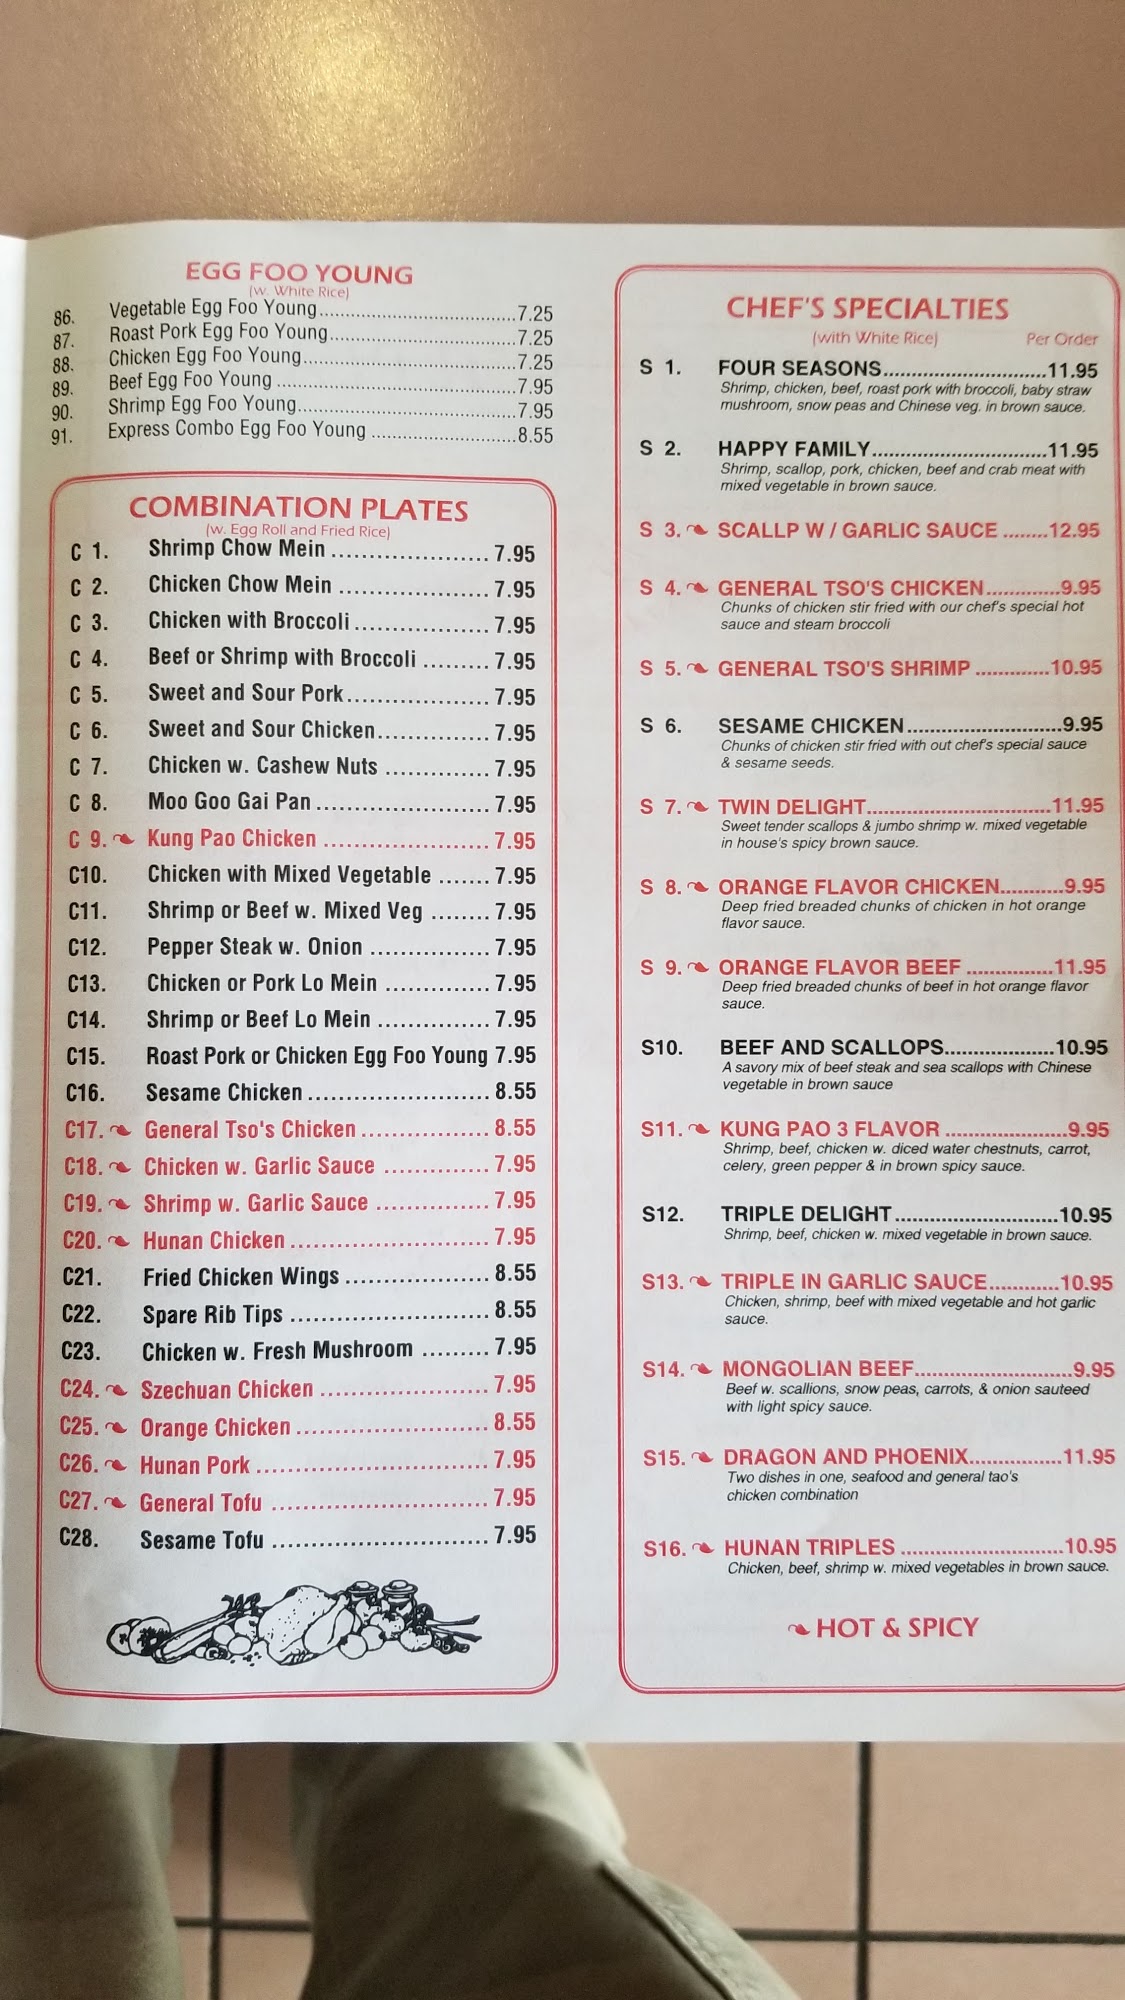 EGG FOO YOUNG
(w. White Rice)
86. Vegetable Egg Foo Young..............................7.25
87. Roast Pork Egg Foo Young............................7.25
88. Chicken Egg Foo Young................................7.25
89. Beef Egg Foo Young ...................................7.95
90. Shrimp Egg Foo Young.................................7.95
91. Express Combo Egg Foo Young ......................8.55
COMBINATION PLATES
(w. Egg Roll and Fried Rice)
C 1. Shrimp Chow Mein ...................... 7.95
C 2. Chicken Chow Mein ..................... 7.95
C 3. Chicken with Broccoli ................... 7.95
C 4. Beef or Shrimp with Broccoli ......... 7.95
C 5. Sweet and Sour Pork.................... 7.95
C 6. Sweet and Sour Chicken................ 7.95
C 7. Chicken w. Cashew Nuts .............. 7.95
C 8. Moo Goo Gai Pan ........................ 7.95
C 9. Kung Pao Chicken ....................... 7.95
C10. Chicken with Mixed Vegetable ....... 7.95
C11. Shrimp or Beef w. Mixed Veg ........ 7.95
C12. Pepper Steak w. Onion ................ 7.95
C13. Chicken or Pork Lo Mein .............. 7.95
C14. Shrimp or Beef Lo Mein ............... 7.95
C15. Roast Pork or Chicken Egg Foo Young 7.95
C16. Sesame Chicken ......................... 8.55
C17. General Tso's Chicken .................. 8.55
C18. Chicken w. Garlic Sauce .............. 7.95
C19. Shrimp w. Garlic Sauce ............... 7.95
C20. Hunan Chicken ........................... 7.95
C21. Fried Chicken Wings .................... 8.55
C22. Spare Rib Tips ........................... 8.55
C23. Chicken w. Fresh Mushroom ......... 7.95
C24. Szechuan Chicken ....................... 7.95
C25. Orange Chicken .......................... 8.55
C26. Hunan Pork ............................... 7.95
C27. General Tofu ............................. 7.95
C28. Sesame Tofu ............................. 7.95
CHEF'S SPECIALTIES
(with White Rice) Per Order
S 1. FOUR SEASONS............................11.95
Shrimp, chicken, beef, roast pork with broccoli, baby straw
mushroom, snow peas and Chinese veg. in brown sauce.
S 2. HAPPY FAMILY..............................11.95
Shrimp, scallop, pork, chicken, beef and crab meat with
mixed vegetable in brown sauce.
S 3. SCALLP W / GARLIC SAUCE ........12.95
S 4. GENERAL TSO'S CHICKEN.............9.95
Chunks of chicken stir fried with our chef's special hot
sauce and steam broccoli
S 5. GENERAL TSO'S SHRIMP .............10.95
S 6. SESAME CHICKEN...........................9.95
Chunks of chicken stir fried with out chef's special sauce
& sesame seeds.
S 7. TWIN DELIGHT................................11.95
Sweet tender scallops & jumbo shrimp w. mixed vegetable
in house's spicy brown sauce.
S 8. ORANGE FLAVOR CHICKEN...........9.95
Deep fried breaded chunks of chicken in hot orange
flavor sauce.
S 9. ORANGE FLAVOR BEEF ...............11.95
Deep fried breaded chunks of beef in hot orange flavor
sauce.
S10. BEEF AND SCALLOPS...................10.95
A savory mix of beef steak and sea scallops with Chinese
vegetable in brown sauce
S11. KUNG PAO 3 FLAVOR .....................9.95
Shrimp, beef, chicken w. diced water chestnuts, carrot,
celery, green pepper & in brown spicy sauce.
S12. TRIPLE DELIGHT............................10.95
Shrimp, beef, chicken w. mixed vegetable in brown sauce.
S13. TRIPLE IN GARLIC SAUCE............10.95
Chicken, shrimp, beef with mixed vegetable and hot garlic
sauce.
S14. MONGOLIAN BEEF...........................9.95
Beef w. scallions, snow peas, carrots, & onion sauteed
with light spicy sauce.
S15. DRAGON AND PHOENIX................11.95
Two dishes in one, seafood and general tao's
chicken combination
S16. HUNAN TRIPLES ............................10.95
Chicken, beef, shrimp w. mixed vegetables in brown sauce.
HOT & SPICY